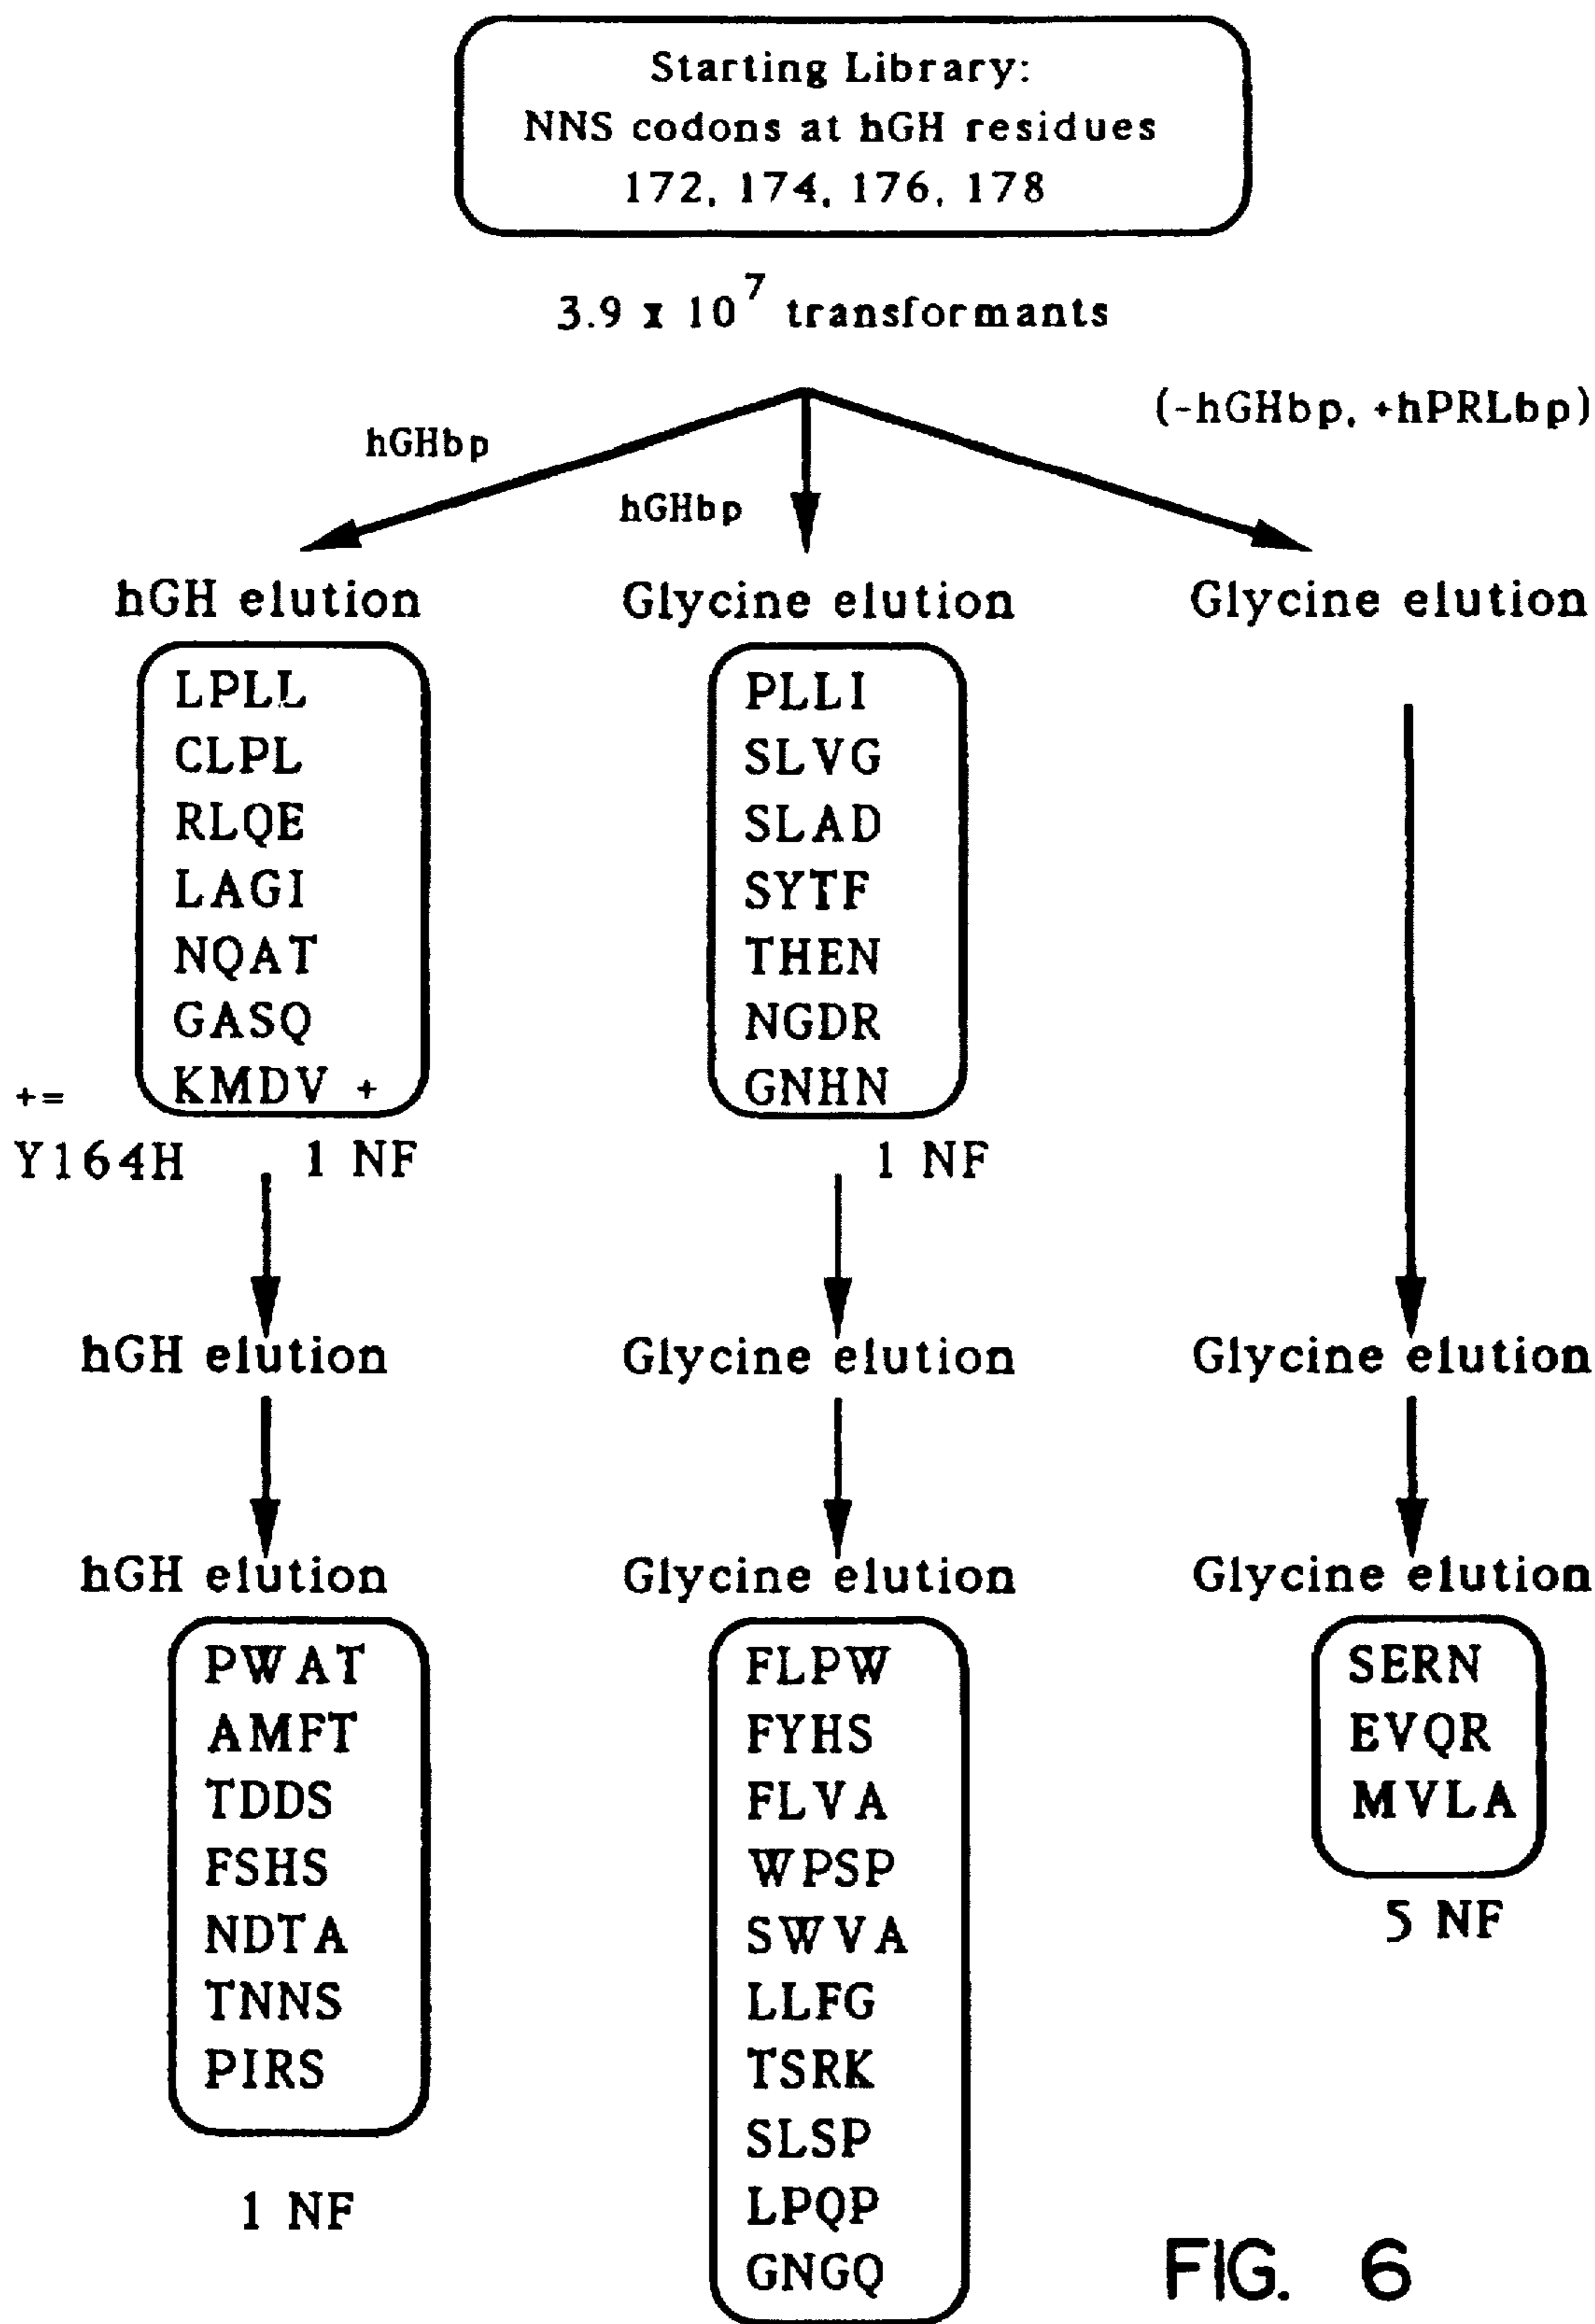 Starting Library:
NNS codons at hGH residues
172, 174, 176, 178
3.9 x 10^7 transformants
hGHbp
hGHbp
(-hGHbp, +hPRLbp)
hGH elution
LPLL
CLPL
RLQE
LAGI
NQAT
GASQ
KMDV +
+=
Y164H
1 NF
hGH elution
hGH elution
PWAT
AMFT
TDDS
FSHS
NDTA
TNNS
PIRS
1 NF
Glycine elution
PLLI
SLVG
SLAD
SYTF
THEN
NGDR
GNHN
1 NF
Glycine elution
Glycine elution
FLPW
FYHS
FLVA
WPSP
SWVA
LLFG
TSRK
SLSP
LPQP
GNGQ
Glycine elution
Glycine elution
Glycine elution
SERN
EVQR
MVLA
5 NF
FIG. 6